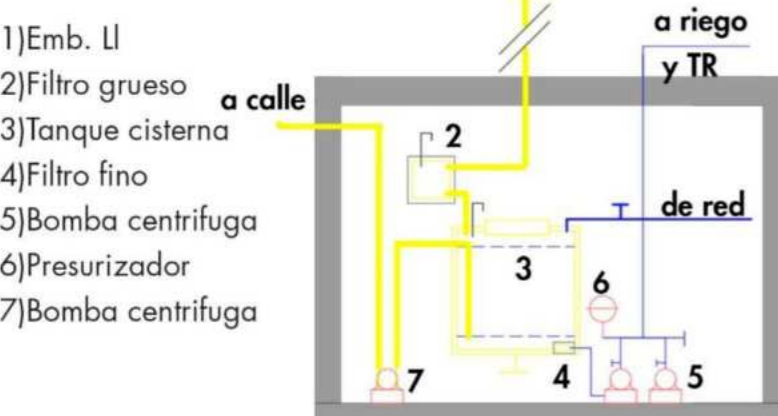 1)Emb. Ll
2)Filtro grueso
3)Tanque cisterna
4)Filtro fino
5)Bomba centrifuga
6)Presurizador
7)Bomba centrifuga
a calle
a riego
y TR
2
de red
3
6
7
4
5